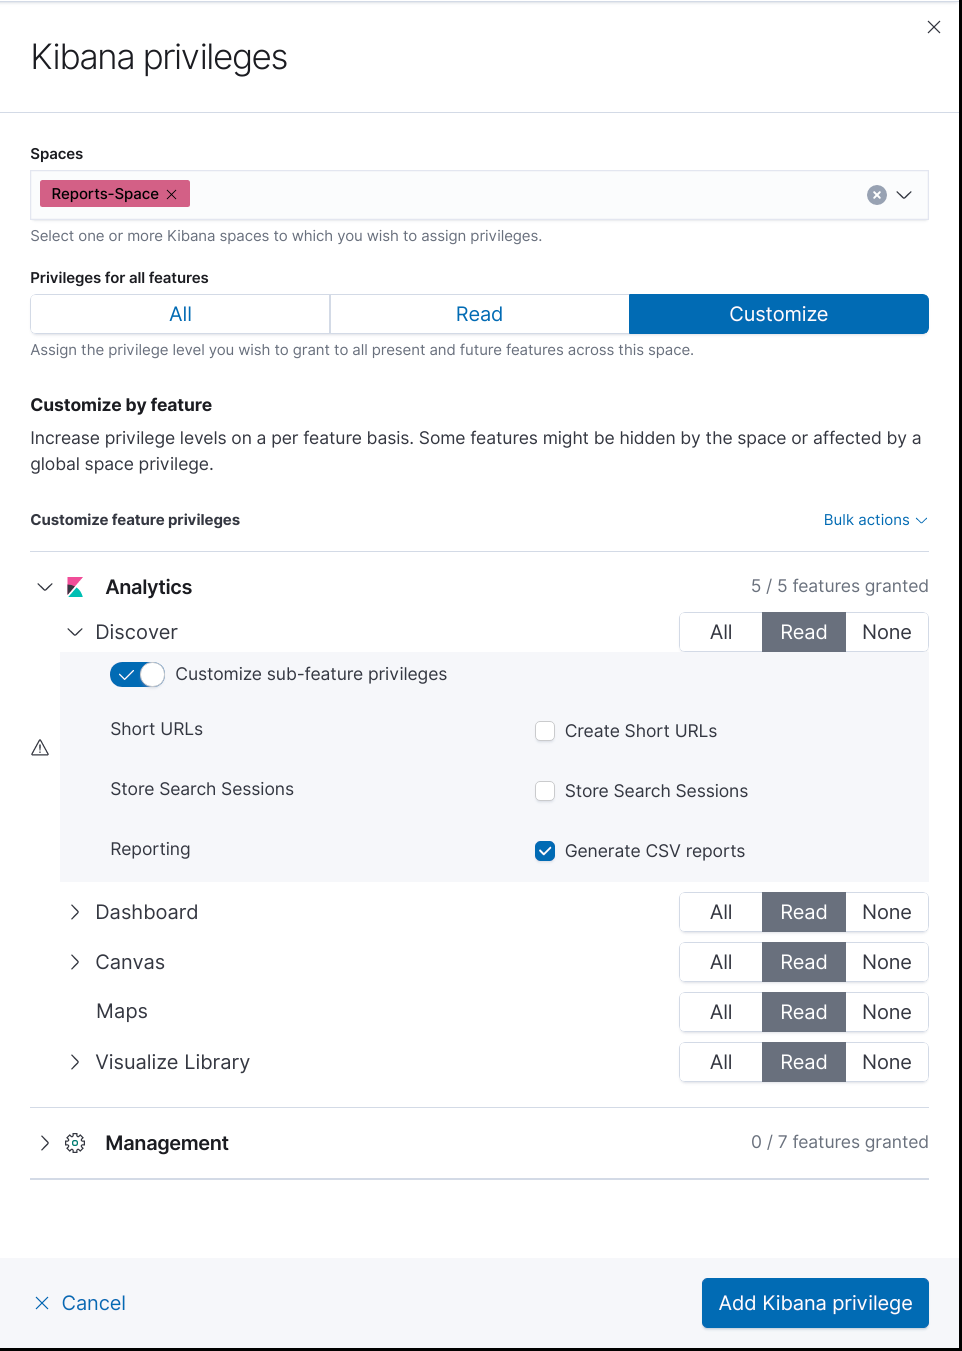 Kibana privileges
Spaces
Reports-Space
Select one or more Kibana spaces to which you wish to assign privileges.
Privileges for all features
All Read Customize
Assign the privilege level you wish to grant to all present and future features across this space.
Customize by feature
Increase privilege levels on a per feature basis. Some features might be hidden by the space or affected by a
global space privilege.
Customize feature privileges Bulk actions
Analytics 5 / 5 features granted
Discover All Read None
Customize sub-feature privileges
Short URLs Create Short URLs
Store Search Sessions Store Search Sessions
Reporting Generate CSV reports
Dashboard All Read None
Canvas All Read None
Maps All Read None
Visualize Library All Read None
Management 0 / 7 features granted
Cancel Add Kibana privilege